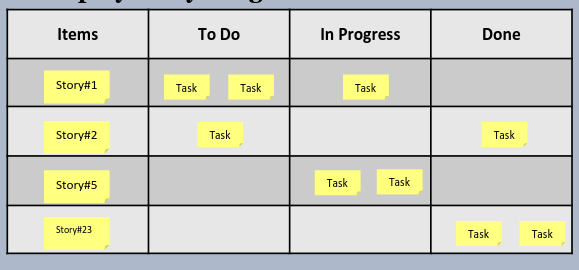 Items To Do In Progress Done
Story#1 Task Task Task
Story#2 Task Task
Story#5 Task Task
Story#23 Task Task